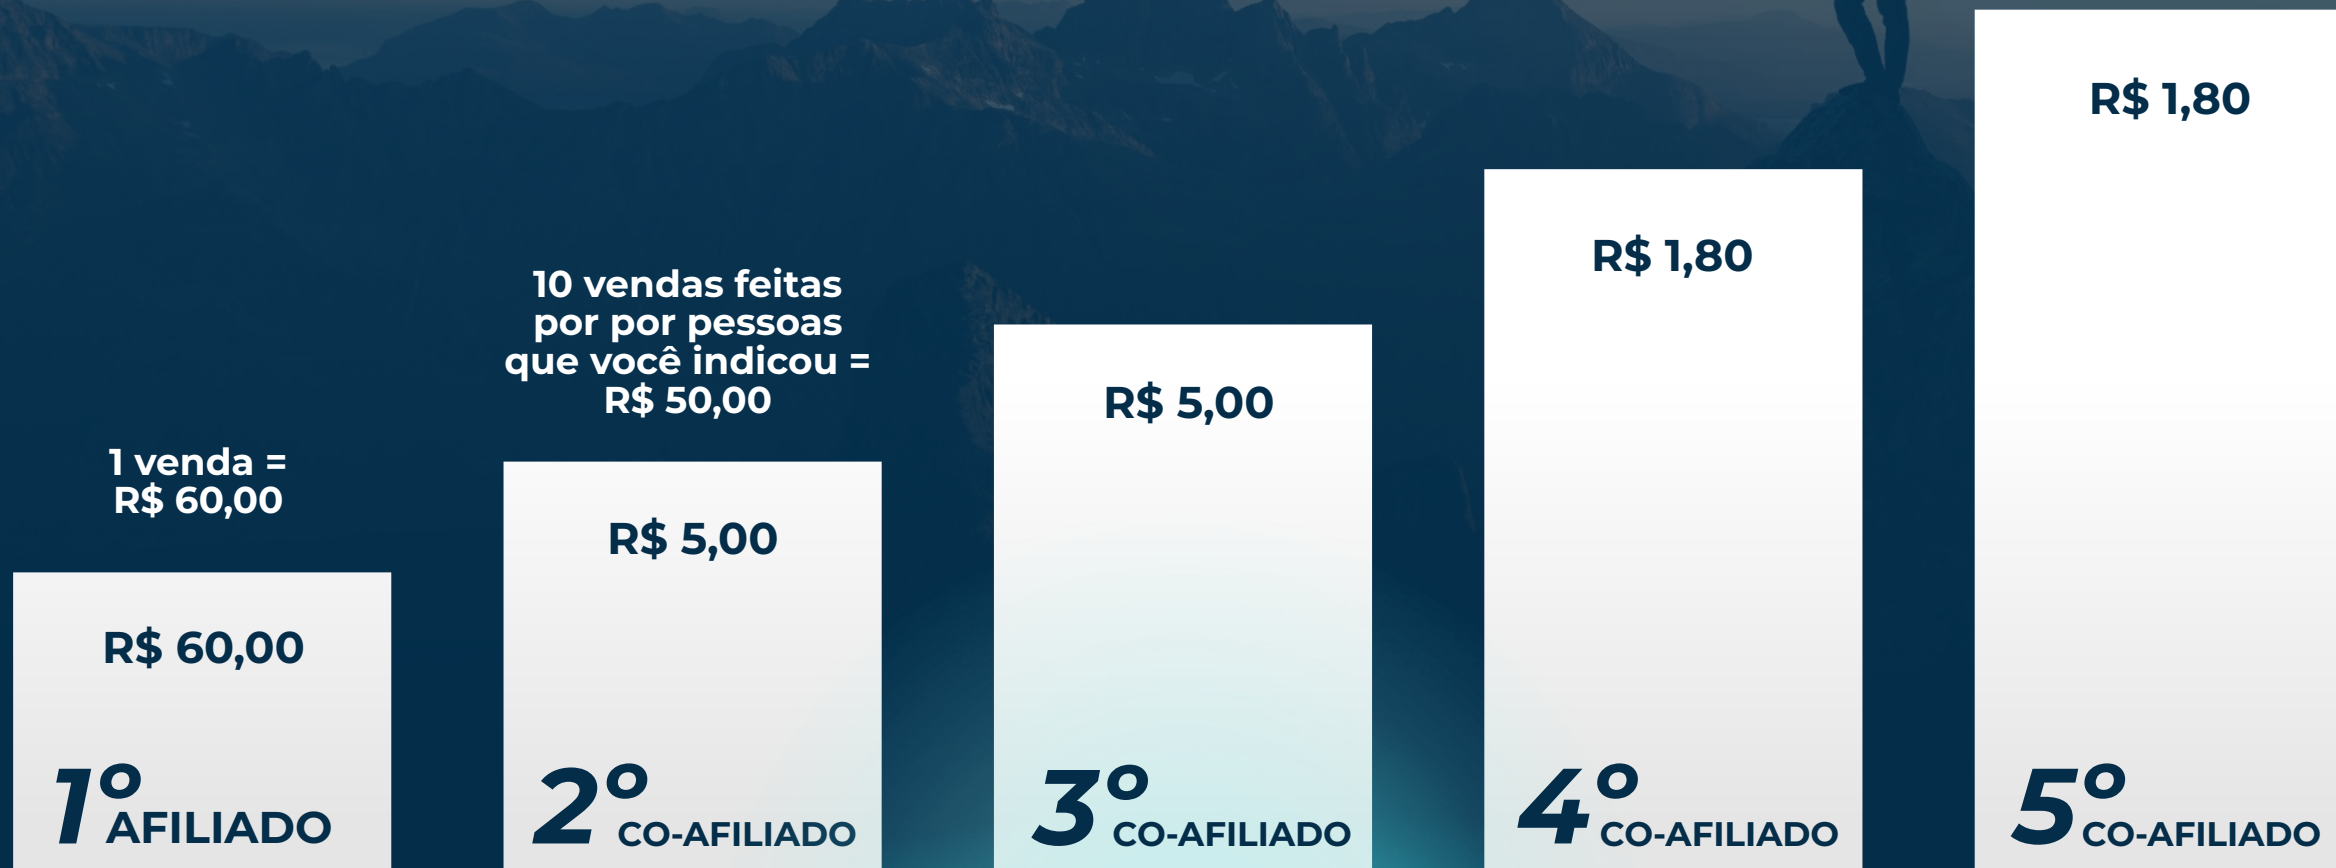 1 venda =
R$ 60,00
R$ 60,00
1º AFILIADO
10 vendas feitas
por por pessoas
que você indicou =
R$ 50,00
R$ 5,00
2º CO-AFILIADO
R$ 5,00
3º CO-AFILIADO
R$ 1,80
4º CO-AFILIADO
R$ 1,80
5º CO-AFILIADO